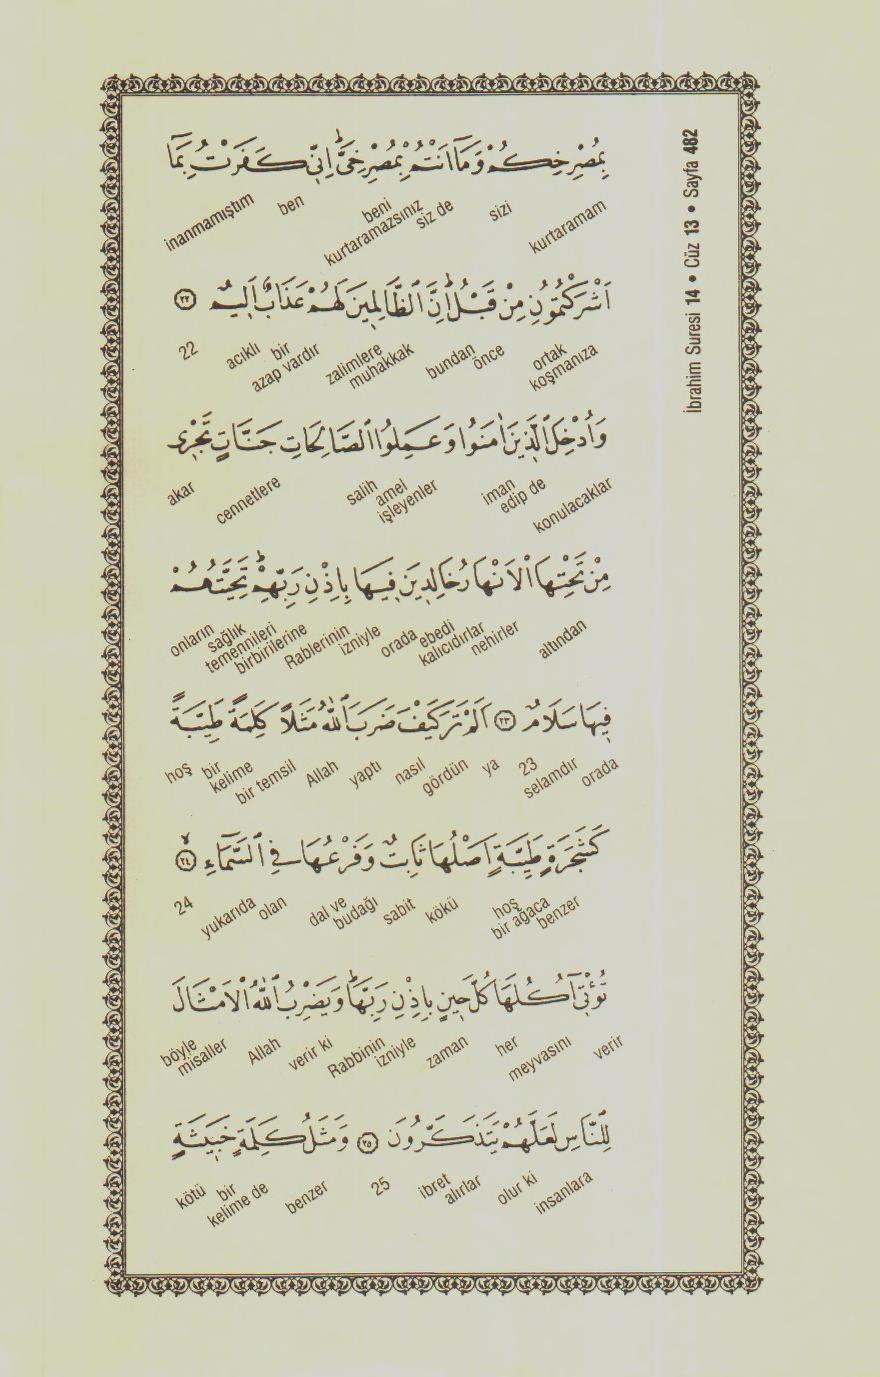 İbrahim Suresi 14 • Cüz 13 • Sayfa 482
بِمُصْرِخِكُمْ وَمَٓا اَنْتُمْ بِمُصْرِخِيَّۜ اِنّ۪ي كَفَرْتُ بِمَٓا
kurtaramam sizi siz de kurtaramazsınız beni ben inanmamıştım
اَشْرَكْتُمُونِ مِنْ قَبْلُۜ اِنَّ الظَّالِم۪ينَ لَهُمْ عَذَابٌ اَل۪يمٌ ﴿٢٢﴾
ortak koşmanıza önce bundan muhakkak zalimlere azap vardır bir acıklı 22
وَاُدْخِلَ الَّذ۪ينَ اٰمَنُوا وَعَمِلُوا الصَّالِحَاتِ جَنَّاتٍ تَجْر۪ي
konulacaklar iman edip de amel işleyenler salih cennetlere akar
مِنْ تَحْتِهَا الْاَنْهَارُ خَالِد۪ينَ ف۪يهَا بِاِذْنِ رَبِّهِمْۜ تَحِيَّتُهُمْ
altından nehirler ebedi kalıcıdırlar orada izniyle Rablerinin birbirilerine sağlık temennileri onların
ف۪يهَا سَلَامٌ ﴿٢٣﴾ اَلَمْ تَرَ كَيْفَ ضَرَبَ اللّٰهُ مَثَلًا كَلِمَةً طَيِّبَةً
orada selamdır 23 ya gördün nasıl yaptı Allah bir temsil bir kelime hoş
كَشَجَرَةٍ طَيِّبَةٍ اَصْلُهَا ثَابِتٌ وَفَرْعُهَا فِي السَّمَٓاءِۙ ﴿٢٤﴾
benzer bir ağaca hoş kökü sabit dal ve budağı olan yukarıda 24
تُؤْت۪ٓي اُكُلَهَا كُلَّ ح۪ينٍ بِاِذْنِ رَبِّهَاۜ وَيَضْرِبُ اللّٰهُ الْاَمْثَالَ
verir meyvasını her zaman izniyle Rabbinin verir ki Allah böyle misaller
لِلنَّاسِ لَعَلَّهُمْ يَتَذَكَّرُونَ ﴿٢٥﴾ وَمَثَلُ كَلِمَةٍ خَب۪يثَةٍ
insanlara olur ki ibret alırlar 25 benzer bir kelime de kötü